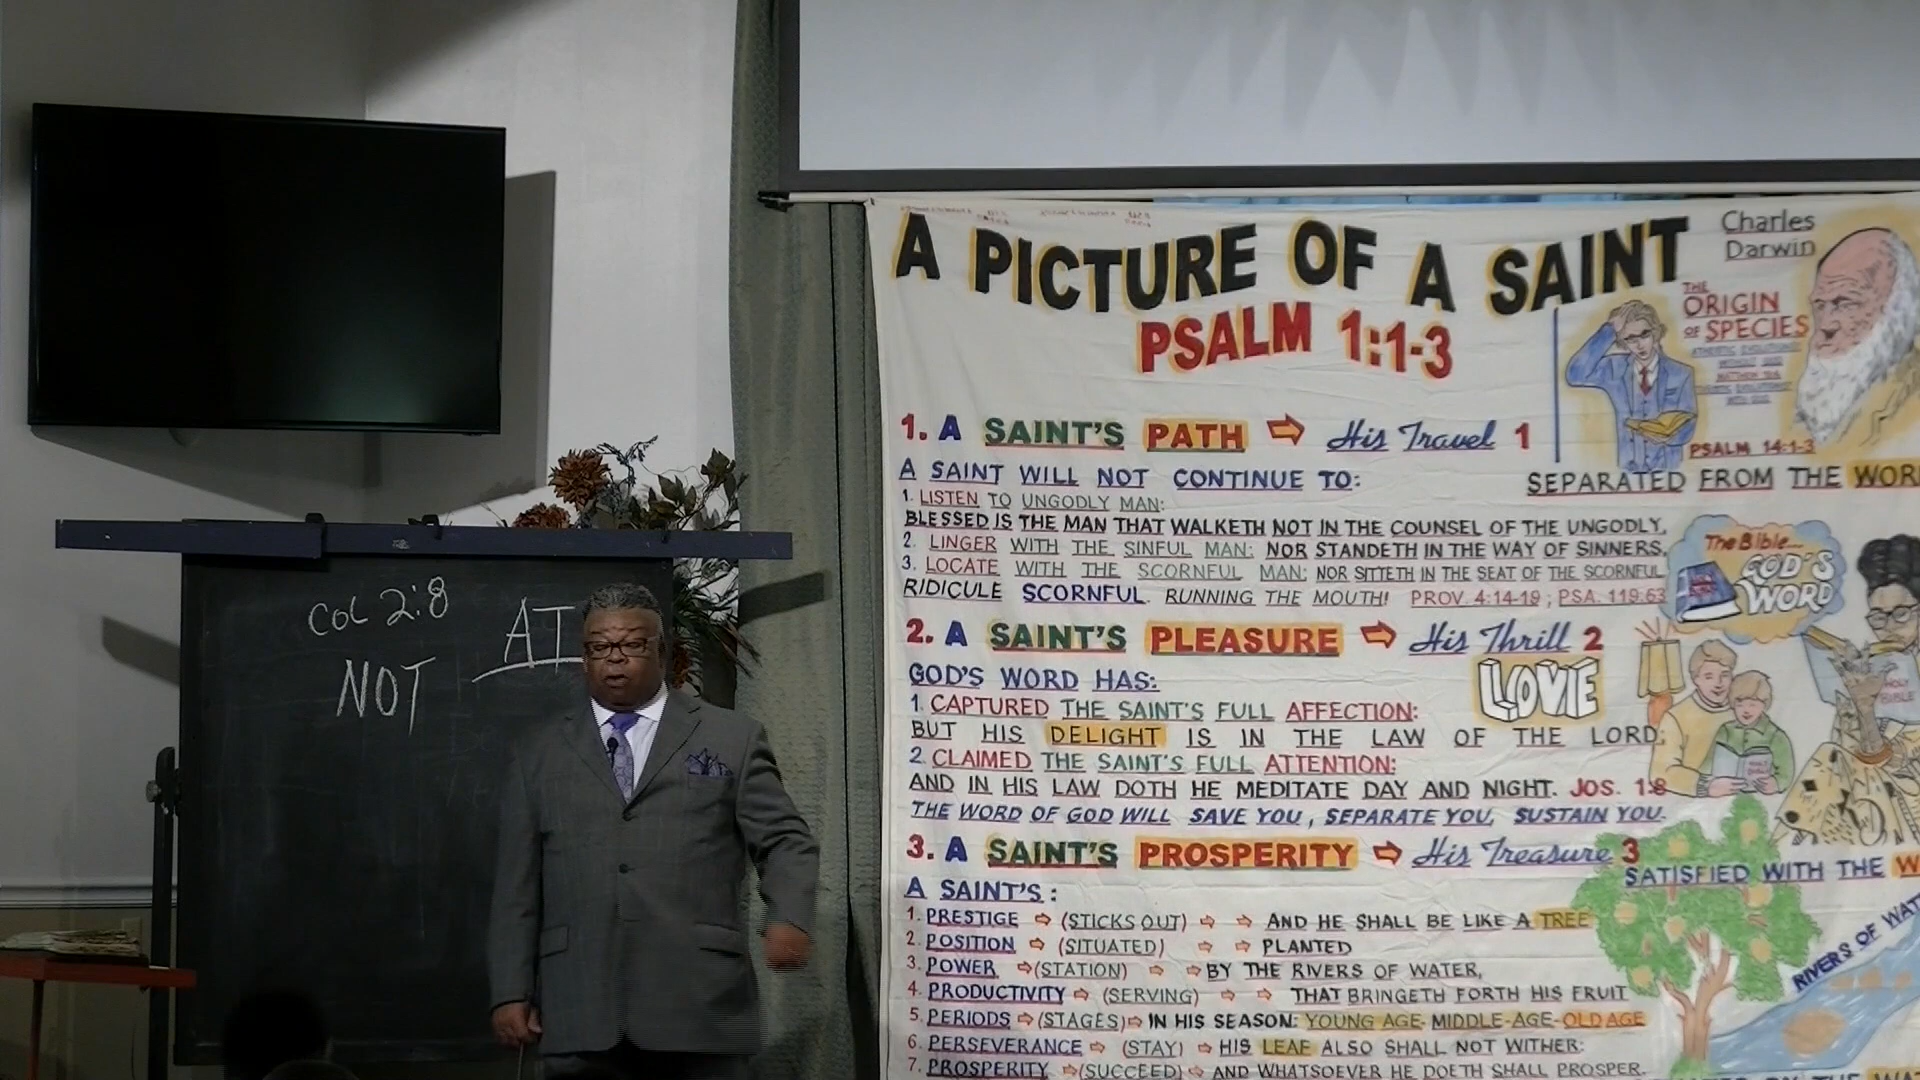 Col 2:8
NOT
AT
A PICTURE OF A SAINT
PSALM 1:1-3
Charles
Darwin
THE
ORIGIN
OF SPECIES
PSALM 14:1-3
1. A SAINT'S PATH ⇨ His Travel 1
A SAINT WILL NOT CONTINUE TO:
SEPARATED FROM THE WOR
1. LISTEN TO UNGODLY MAN:
BLESSED IS THE MAN THAT WALKETH NOT IN THE COUNSEL OF THE UNGODLY,
2. LINGER WITH THE SINFUL MAN: NOR STANDETH IN THE WAY OF SINNERS,
3. LOCATE WITH THE SCORNFUL MAN: NOR SITTETH IN THE SEAT OF THE SCORNFUL
RIDICULE SCORNFUL. RUNNING THE MOUTH! PROV. 4:14-19; PSA. 119:63
The Bible...
GOD'S
WORD
2. A SAINT'S PLEASURE ⇨ His Thrill 2
GOD'S WORD HAS:
LOVE
1. CAPTURED THE SAINT'S FULL AFFECTION:
BUT HIS DELIGHT IS IN THE LAW OF THE LORD;
2. CLAIMED THE SAINT'S FULL ATTENTION:
AND IN HIS LAW DOTH HE MEDITATE DAY AND NIGHT. JOS. 1:8
THE WORD OF GOD WILL SAVE YOU, SEPARATE YOU, SUSTAIN YOU.
HOLY
BIBLE
3. A SAINT'S PROSPERITY ⇨ His Treasure 3
SATISFIED WITH THE W
A SAINT'S:
1. PRESTIGE ⇨ (STICKS OUT) ⇨ ⇨ AND HE SHALL BE LIKE A TREE
2. POSITION ⇨ (SITUATED) ⇨ ⇨ PLANTED
3. POWER ⇨ (STATION) ⇨ ⇨ BY THE RIVERS OF WATER,
4. PRODUCTIVITY ⇨ (SERVING) ⇨ ⇨ THAT BRINGETH FORTH HIS FRUIT
5. PERIODS ⇨ (STAGES) ⇨ IN HIS SEASON: YOUNG AGE-MIDDLE-AGE-OLD AGE
6. PERSEVERANCE ⇨ (STAY) ⇨ HIS LEAF ALSO SHALL NOT WITHER:
7. PROSPERITY ⇨ (SUCCEED) ⇨ AND WHATSOEVER HE DOETH SHALL PROSPER.
RIVERS OF WAT